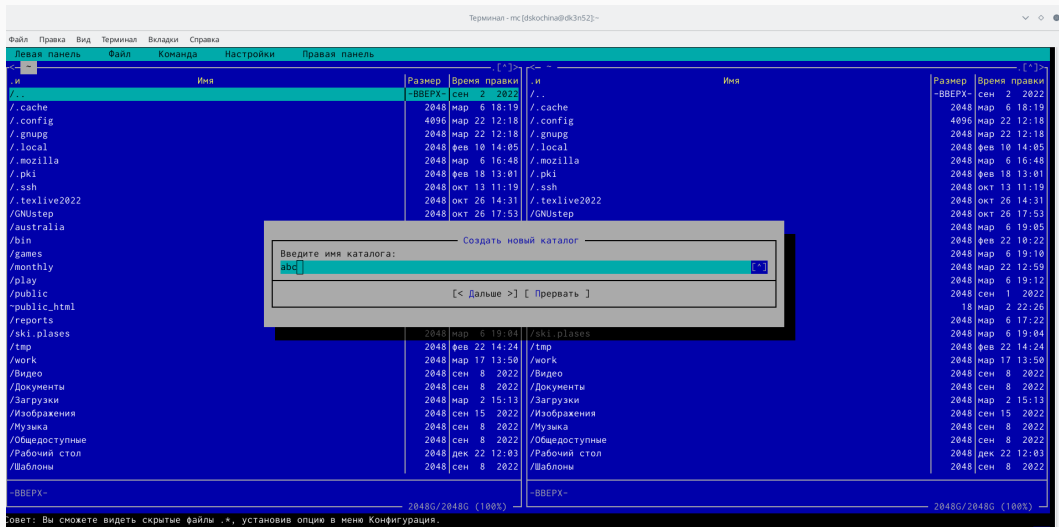 Терминал - mc [dskochina@dk3n52]:~
Файл Правка Вид Терминал Вкладки Справка
Левая панель Файл Команда Настройки Правая панель
<─ ~ .[^]> <─ ~ .[^]>
.и Имя Размер Время правки .и Имя Размер Время правки
/.. -ВВЕРХ- сен 2 2022 /.. -ВВЕРХ- сен 2 2022
/.cache 2048 мар 6 18:19 /.cache 2048 мар 6 18:19
/.config 4096 мар 22 12:18 /.config 4096 мар 22 12:18
/.gnupg 2048 мар 22 12:18 /.gnupg 2048 мар 22 12:18
/.local 2048 фев 10 14:05 /.local 2048 фев 10 14:05
/.mozilla 2048 мар 6 16:48 /.mozilla 2048 мар 6 16:48
/.pki 2048 фев 18 13:01 /.pki 2048 фев 18 13:01
/.ssh 2048 окт 13 11:19 /.ssh 2048 окт 13 11:19
/.texlive2022 2048 окт 26 14:31 /.texlive2022 2048 окт 26 14:31
/GNUstep 2048 окт 26 17:53 /GNUstep 2048 окт 26 17:53
/australia 2048 мар 6 19:05
/bin Создать новый каталог 2048 фев 22 10:22
/games Введите имя каталога: 2048 мар 6 19:10
/monthly abc [^] 2048 мар 22 12:59
/play 2048 мар 6 19:12
/public [< Дальше >] [ Прервать ] 2048 сен 1 2022
~public_html 18 мар 2 22:26
/reports 2048 мар 6 17:22
/ski.plases 2048 мар 6 19:04 /ski.plases 2048 мар 6 19:04
/tmp 2048 фев 22 14:24 /tmp 2048 фев 22 14:24
/work 2048 мар 17 13:50 /work 2048 мар 17 13:50
/Видео 2048 сен 8 2022 /Видео 2048 сен 8 2022
/Документы 2048 сен 8 2022 /Документы 2048 сен 8 2022
/Загрузки 2048 мар 2 15:13 /Загрузки 2048 мар 2 15:13
/Изображения 2048 сен 15 2022 /Изображения 2048 сен 15 2022
/Музыка 2048 сен 8 2022 /Музыка 2048 сен 8 2022
/Общедоступные 2048 сен 8 2022 /Общедоступные 2048 сен 8 2022
/Рабочий стол 2048 дек 22 12:03 /Рабочий стол 2048 дек 22 12:03
/Шаблоны 2048 сен 8 2022 /Шаблоны 2048 сен 8 2022
-ВВЕРХ- -ВВЕРХ-
2048G/2048G (100%) 2048G/2048G (100%)
Совет: Вы сможете видеть скрытые файлы .*, установив опцию в меню Конфигурация.